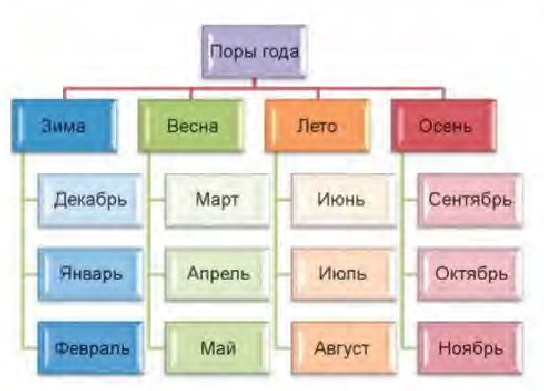 Поры года
Зима
Весна
Лето
Осень
Декабрь
Март
Июнь
Сентябрь
Январь
Апрель
Июль
Октябрь
Февраль
Май
Август
Ноябрь